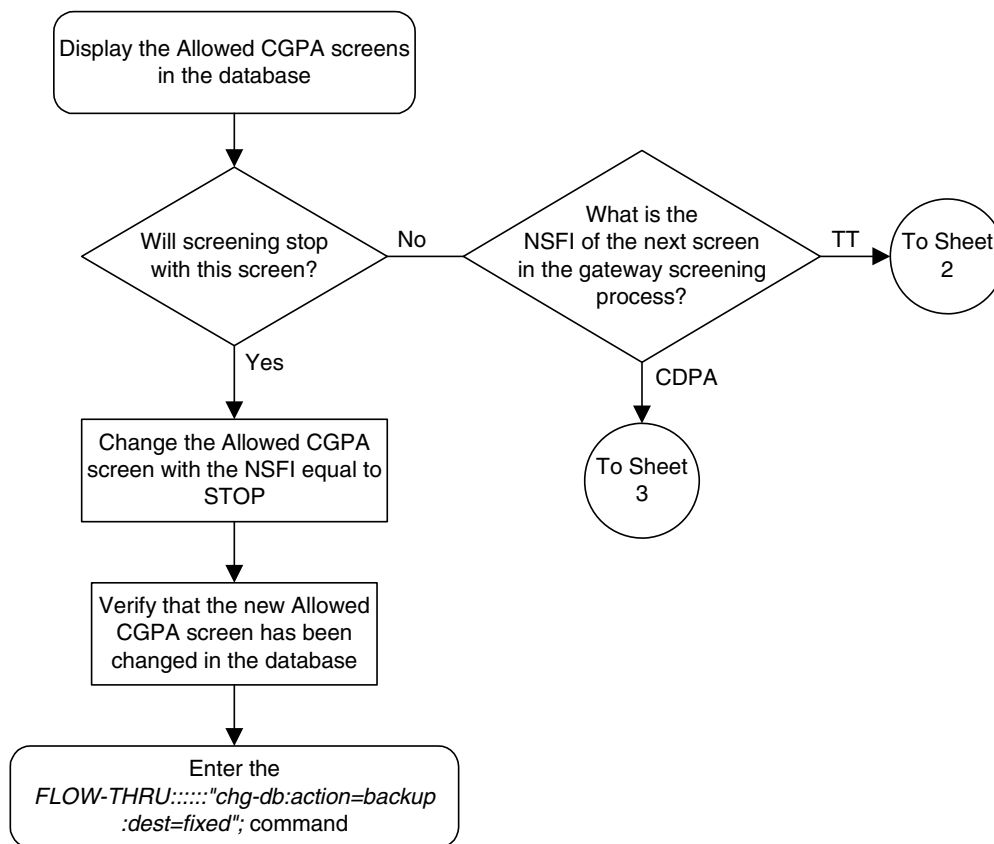 Display the Allowed CGPA screens
in the database
Will screening stop
with this screen?
No
What is the
NSFI of the next screen
in the gateway screening
process?
TT
To Sheet
2
Yes
CDPA
To Sheet
3
Change the Allowed CGPA
screen with the NSFI equal to
STOP
Verify that the new Allowed
CGPA screen has been
changed in the database
Enter the
FLOW-THRU::::::"chg-db:action=backup
:dest=fixed"; command